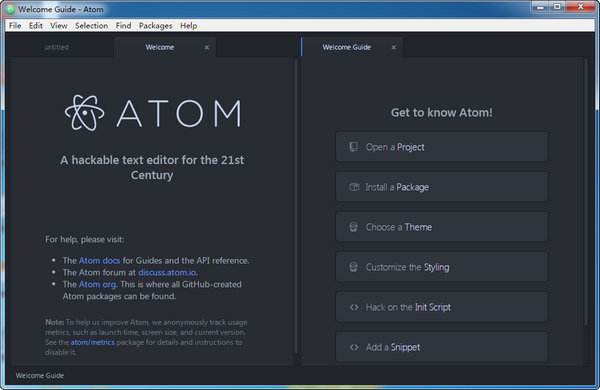 Welcome Guide - Atom
File Edit View Selection Find Packages Help
untitled
Welcome
Welcome Guide
ATOM
A hackable text editor for the 21st
Century
For help, please visit:
The Atom docs for Guides and the API reference.
The Atom forum at discuss.atom.io.
The Atom org. This is where all GitHub-created
Atom packages can be found.
Note: To help us improve Atom, we anonymously track usage
metrics, such as launch time, screen size, and current version.
See the atom/metrics package for details and instructions to
disable it.
Get to know Atom!
Open a Project
Install a Package
Choose a Theme
Customize the Styling
Hack on the Init Script
Add a Snippet
Welcome Guide